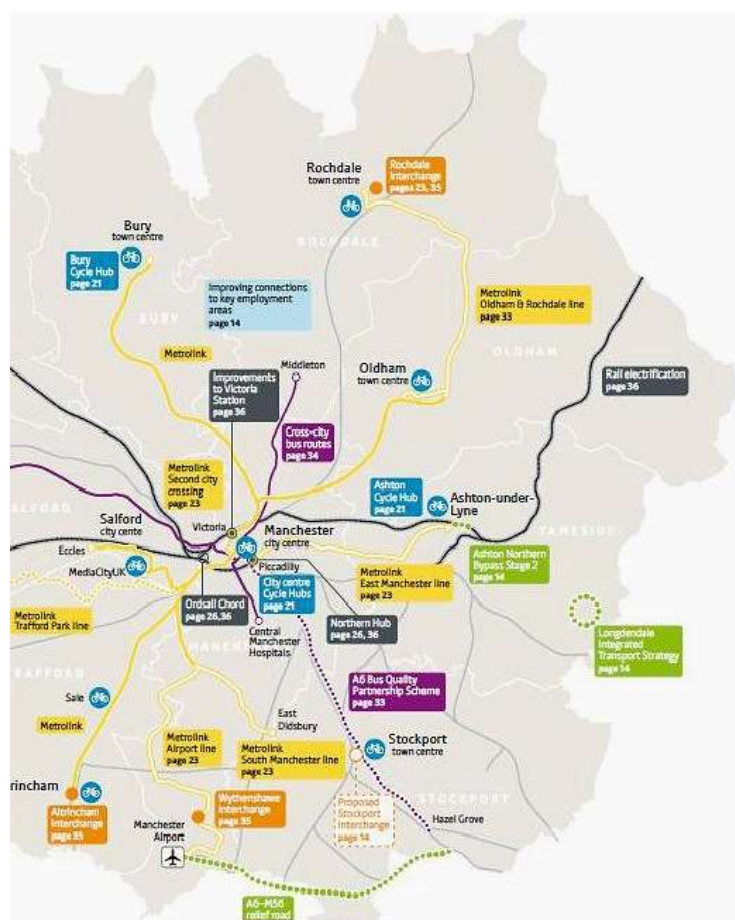 Rochdale
town centre
Rochdale
Interchange
pages 23, 35
ROCHDALE
Bury
town centre
Bury
Cycle Hub
page 21
BURY
Improving connections
to key employment
areas
page 14
Metrolink
Oldham & Rochdale line
page 33
OLDHAM
Metrolink
Middleton
Oldham
town centre
Improvements
to Victoria
Station
page 36
Rail electrification
page 36
Cross-city
bus routes
page 34
Metrolink
Second city
crossing
page 23
Ashton
Cycle Hub
page 21
Ashton-under-
Lyne
ALFORD
TAMESIDE
Salford
city cente
Victoria
Manchester
city centre
Eccles
MediaCityUK
Piccadilly
Ashton Northern
Bypass Stage 2
page 14
Metrolink
East Manchester line
page 23
City centre
Cycle Hubs
page 21
Ordsall Chord
page 26,36
Metrolink
Trafford Park line
Northern Hub
page 26, 36
Central
Manchester
Hospitals
MANCH
Longdendale
Integrated
Transport Strategy
page 14
RAFFORD
A6 Bus Quality
Partnership Scheme
page 33
Sale
Metrolink
East
Didsbury
Metrolink
Airport line
page 23
Metrolink
South Manchester line
page 23
Stockport
town centre
rincham
Altrincham
Interchange
page 35
Wythenshawe
Interchange
page 35
Proposed
Stockport
Interchange
page 14
STOCKPORT
Hazel Grove
Manchester
Airport
A6-M56
relief road